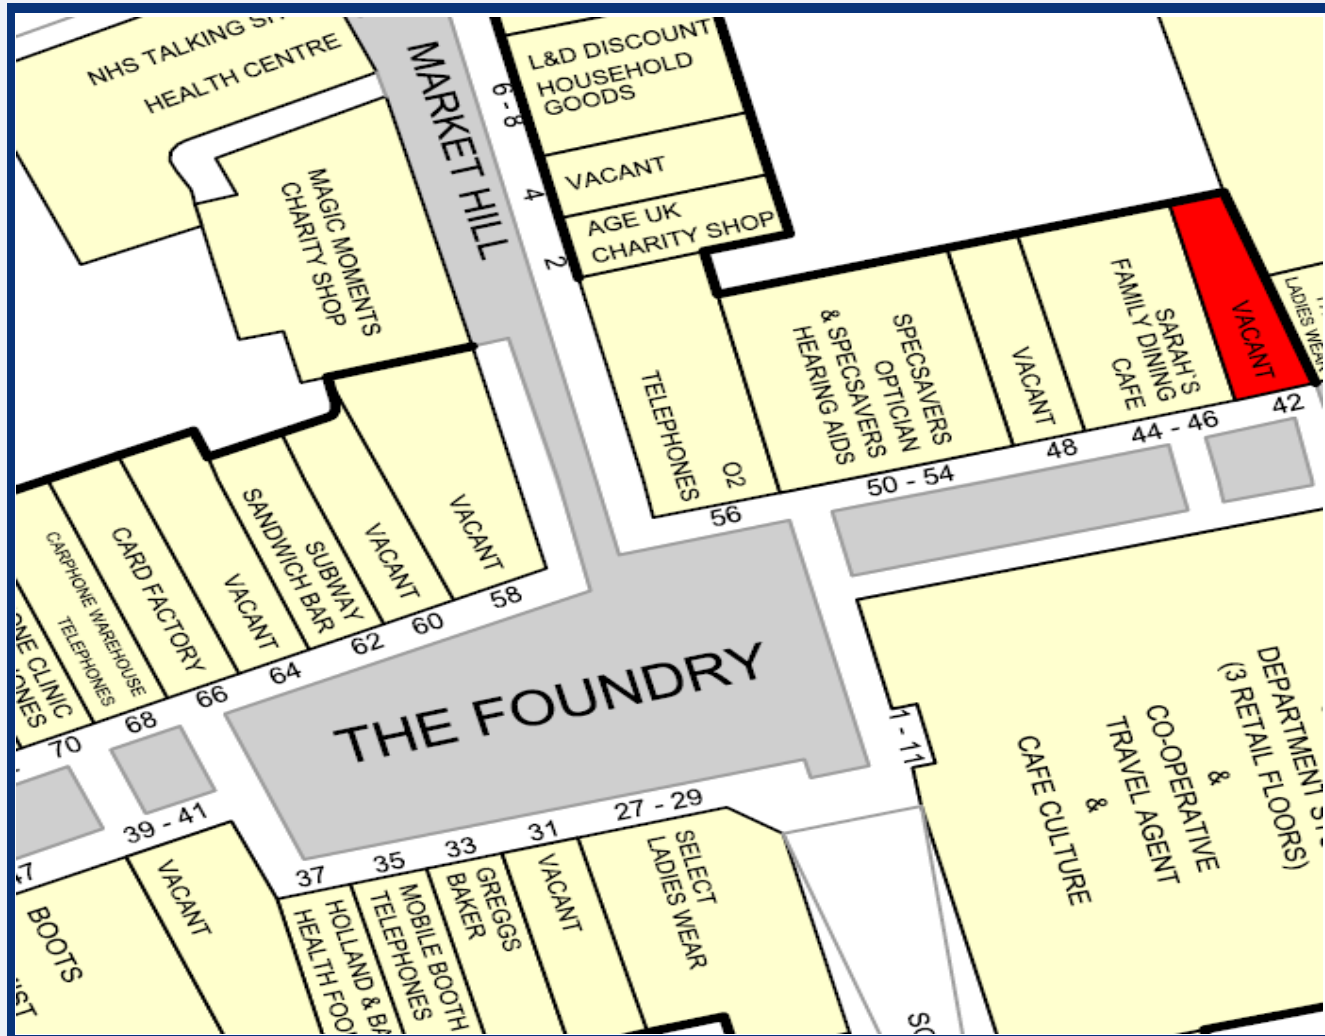 NHS TALKING
HEALTH CENTRE
MARKET HILL
6 - 8
L&D DISCOUNT
HOUSEHOLD
GOODS
4
VACANT
2
AGE UK
CHARITY SHOP
MAGIC MOMENTS
CHARITY SHOP
TELEPHONES
O2
56
SPECSAVERS
OPTICIAN
& SPECSAVERS
HEARING AIDS
50 - 54
VACANT
48
SARAH'S
FAMILY DINING
CAFE
44 - 46
VACANT
42
LADIES WEAR
VACANT
58
VACANT
60
SUBWAY
SANDWICH BAR
62
VACANT
64
CARD FACTORY
66
CARPHONE WAREHOUSE
TELEPHONES
68
CLINIC
70
THE FOUNDRY
1 - 11
DEPARTMENT
(3 RETAIL FLOORS)
&
CO-OPERATIVE
TRAVEL AGENT
&
CAFE CULTURE
47
BOOTS
39 - 41
VACANT
37
HOLLAND &
HEALTH
35
MOBILE BOOTH
TELEPHONES
33
GREGGS
BAKER
31
VACANT
27 - 29
SELECT
LADIES WEAR